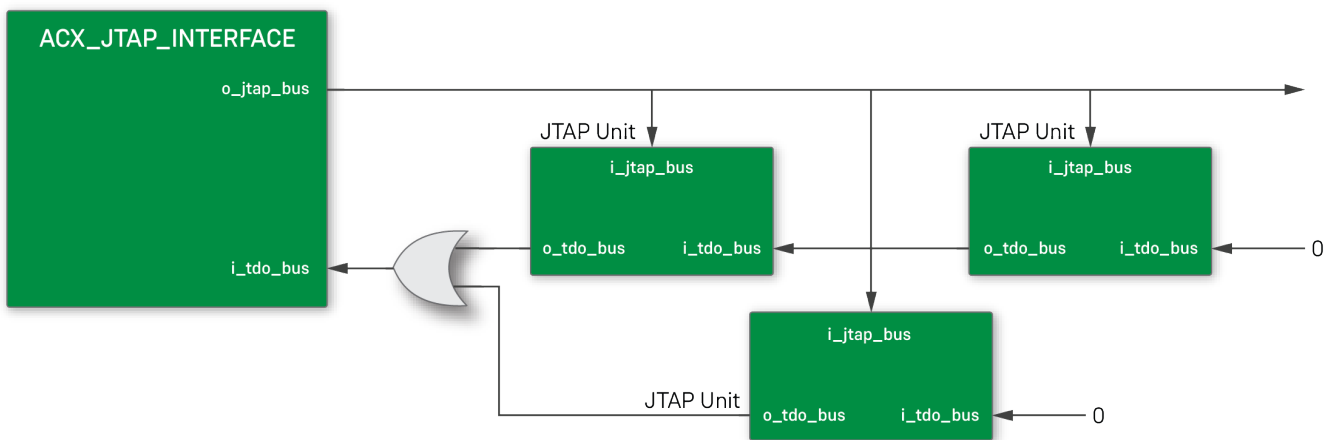 ACX_JTAP_INTERFACE
o_jtap_bus
JTAP Unit
JTAP Unit
i_jtap_bus
i_jtap_bus
o_tdo_bus
i_tdo_bus
o_tdo_bus
i_tdo_bus
0
i_tdo_bus
i_jtap_bus
JTAP Unit
o_tdo_bus
i_tdo_bus
0